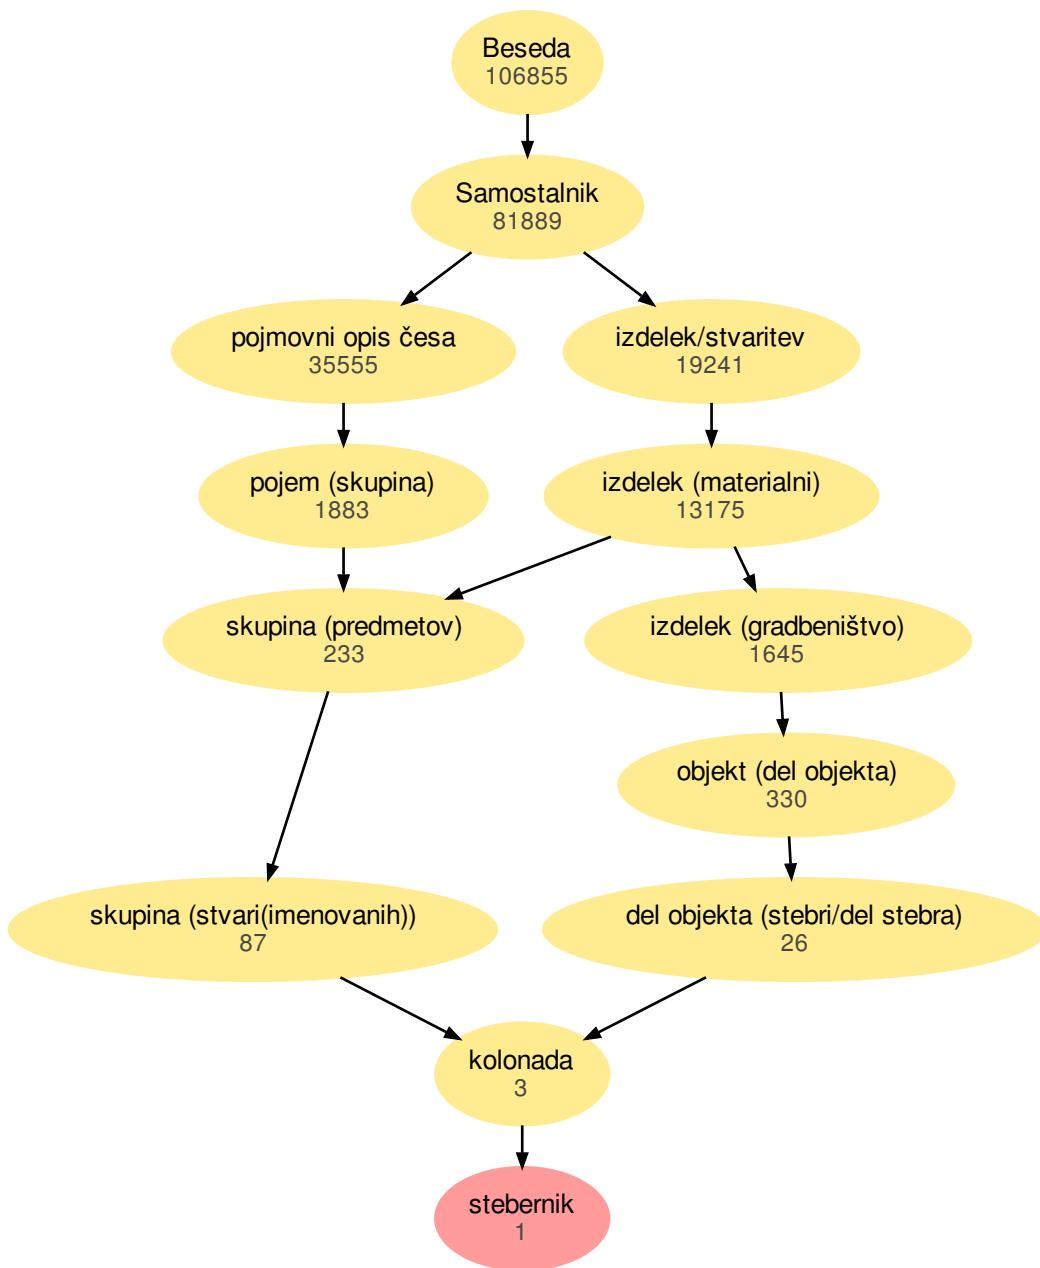 Beseda
106855
Samostalnik
81889
pojmovni opis česa
35555
izdelek/stvaritev
19241
pojem (skupina)
1883
izdelek (materialni)
13175
skupina (predmetov)
233
izdelek (gradbeništvo)
1645
objekt (del objekta)
330
skupina (stvari(imenovanih))
87
del objekta (stebri/del stebra)
26
kolonada
3
stebernik
1